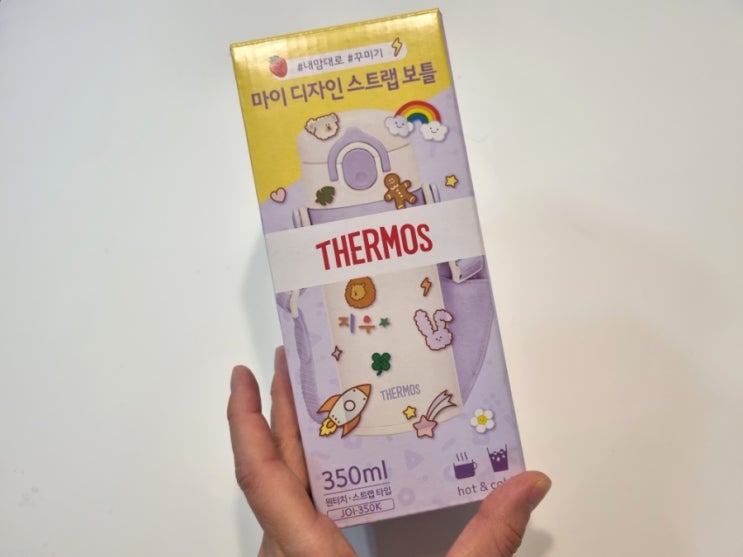 #내맘대로 #꾸미기
마이 디자인 스트랩 보틀
THERMOS
지우
THERMOS
350ml
원터치·스트랩 타입
JOI-350K
hot &